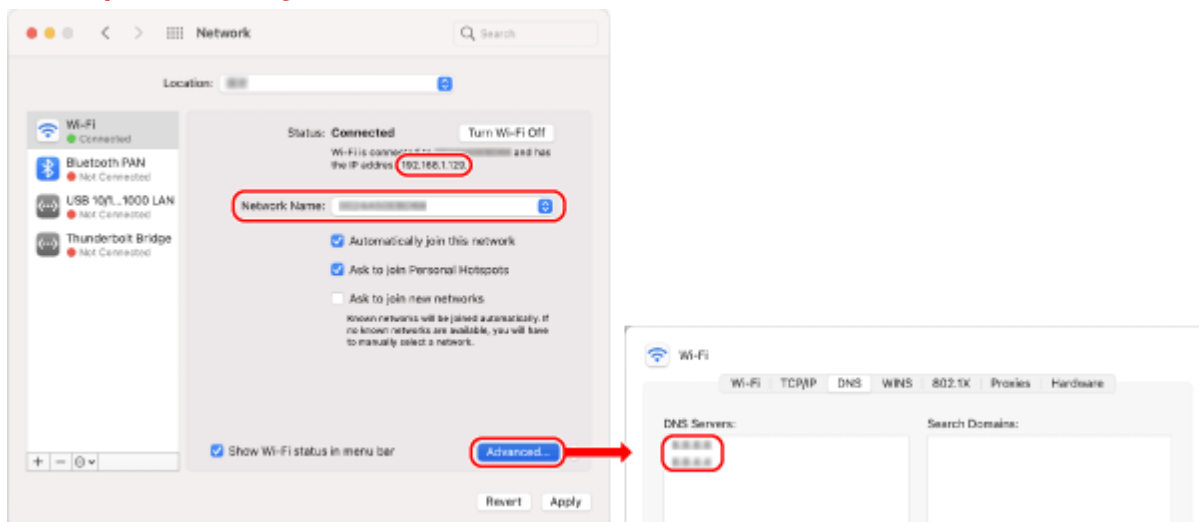 Network
Search
Location:
Wi-Fi
Connected
Bluetooth PAN
Not Connected
USB 10/1...1000 LAN
Not Connected
Thunderbolt Bridge
Not Connected
Status: Connected
Turn Wi-Fi Off
Wi-Fi is connected to and has
the IP address 192.168.1.129.
Network Name:
Automatically join this network
Ask to join Personal Hotspots
Ask to join new networks
Known networks will be joined automatically. If
no known networks are available, you will have
to manually select a network.
Show Wi-Fi status in menu bar
Advanced...
Revert
Apply
Wi-Fi
Wi-Fi TCP/IP DNS WINS 802.1X Proxies Hardware
DNS Servers:
Search Domains: